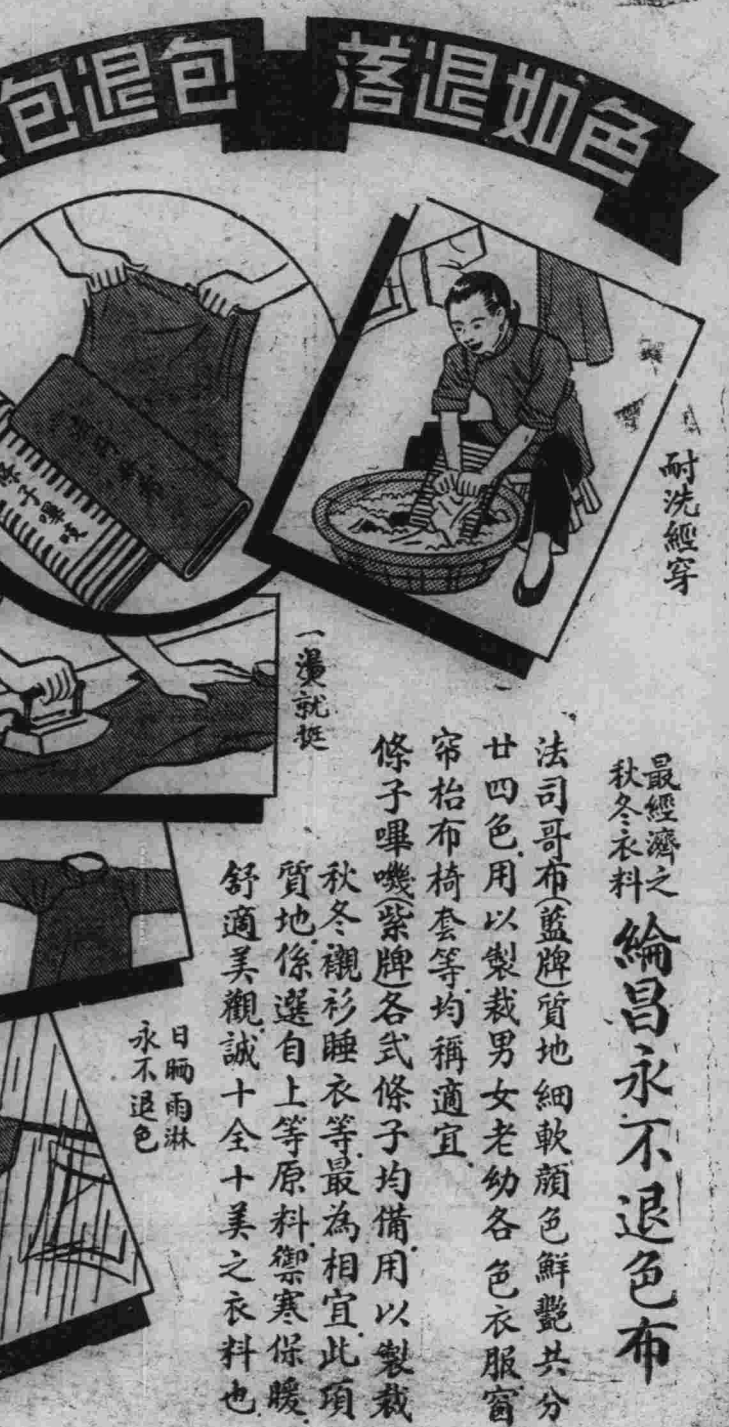 色如退落
包退包
耐洗經穿
一燙就挺
最經濟之
秋冬衣料
綸昌永不退色布
法司哥布(藍牌)質地細軟顏色鮮艷共分
廿四色.用以製裁男女老幼各色衣服窗
帘枱布椅套等.均稱適宜.
條子嗶嘰(紫牌)各式條子均備.用以製裁
秋冬襯衫睡衣等.最為相宜.此項
質地.係選自上等原料.禦寒保暖.
舒適美觀.誠十全十美之衣料也.
日晒雨淋
永不退色
條子嗶吱